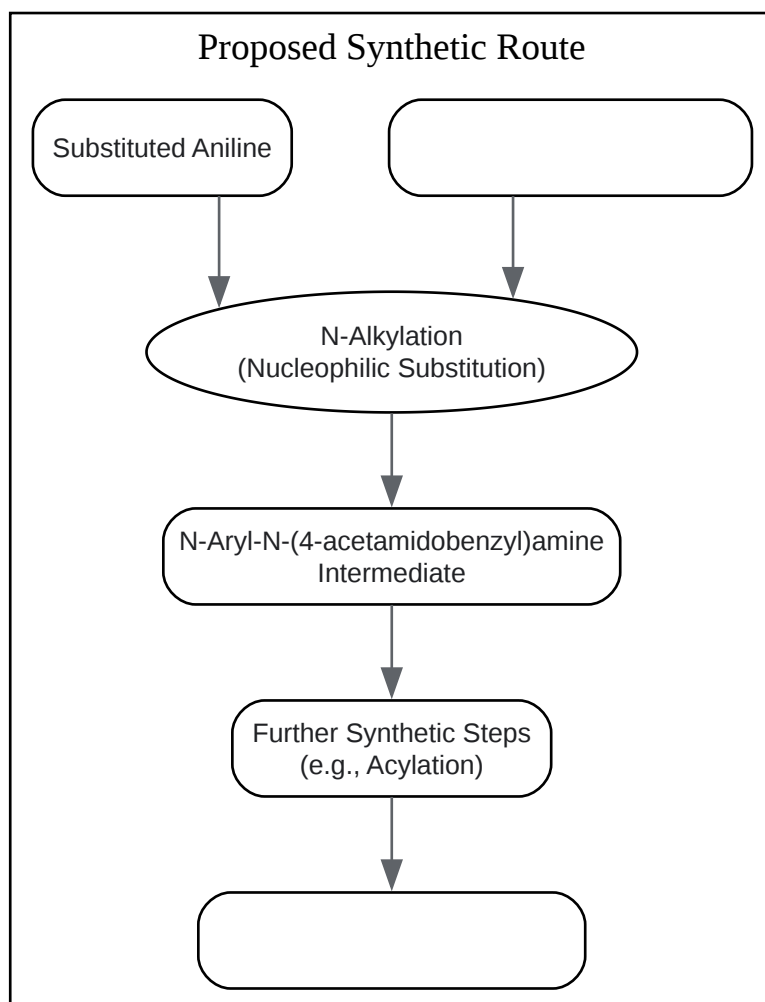 Proposed Synthetic Route
Substituted Aniline
N-Alkylation
(Nucleophilic Substitution)
N-Aryl-N-(4-acetamidobenzyl)amine
Intermediate
Further Synthetic Steps
(e.g., Acylation)